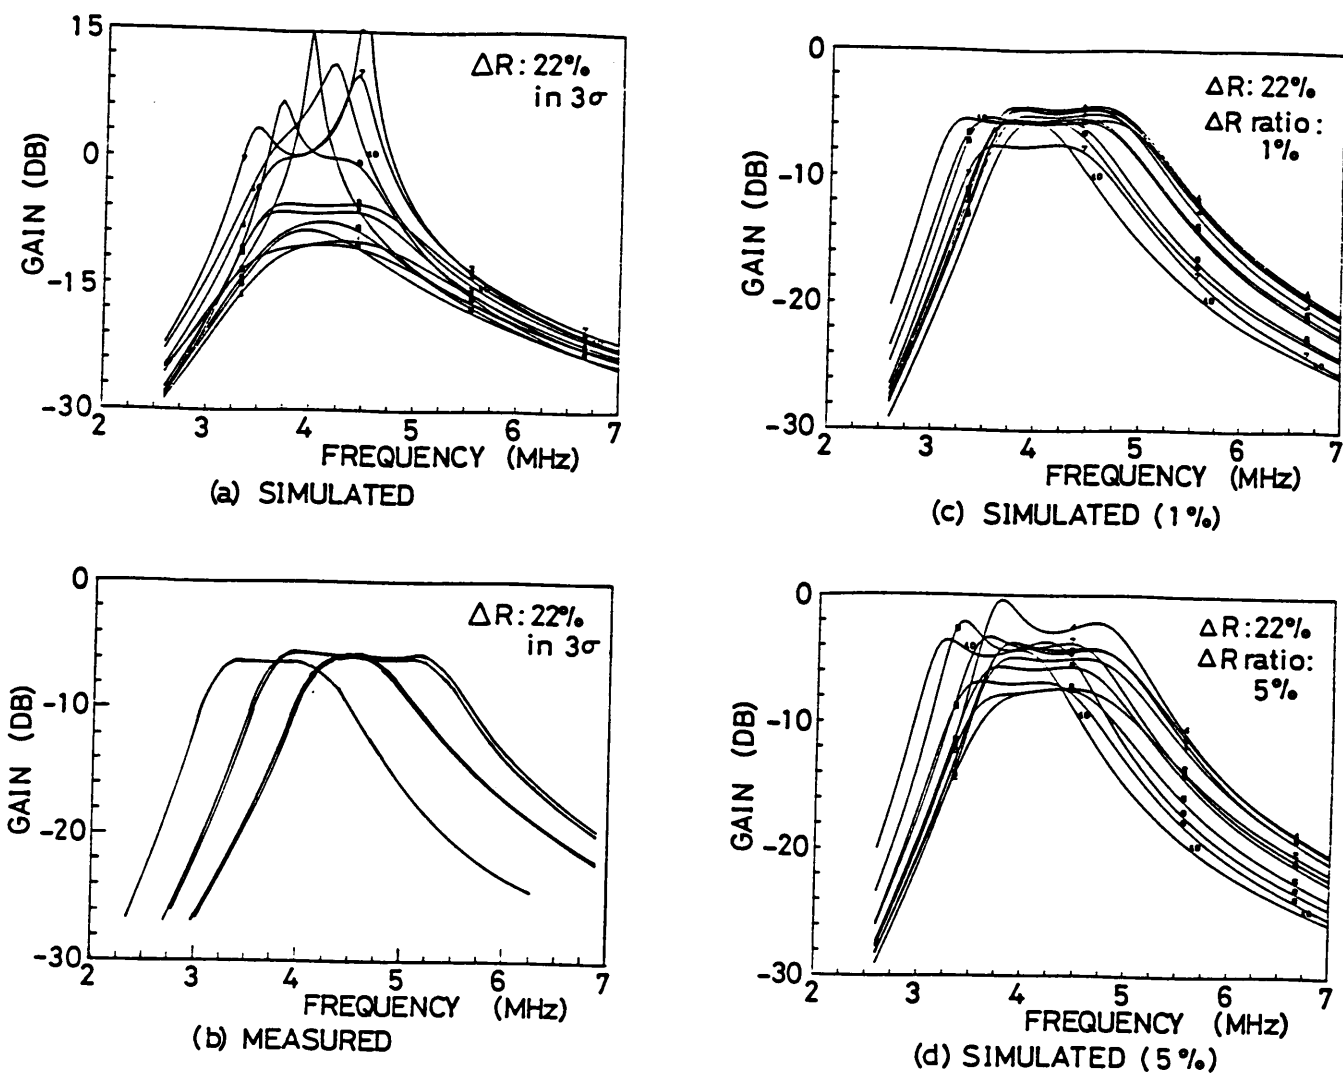 15
0
-15
-30
GAIN (DB)
ΔR: 22%
in 3σ
2 3 4 5 6 7
FREQUENCY (MHz)
(a) SIMULATED
0
-10
-20
-30
GAIN (DB)
ΔR: 22%
in 3σ
2 3 4 5 6 7
FREQUENCY (MHz)
(b) MEASURED
0
-10
-20
-30
GAIN (DB)
ΔR: 22%
ΔR ratio:
1%
2 3 4 5 6 7
FREQUENCY (MHz)
(c) SIMULATED (1%)
0
-10
-20
-30
GAIN (DB)
ΔR: 22%
ΔR ratio:
5%
2 3 4 5 6 7
FREQUENCY (MHz)
(d) SIMULATED (5%)